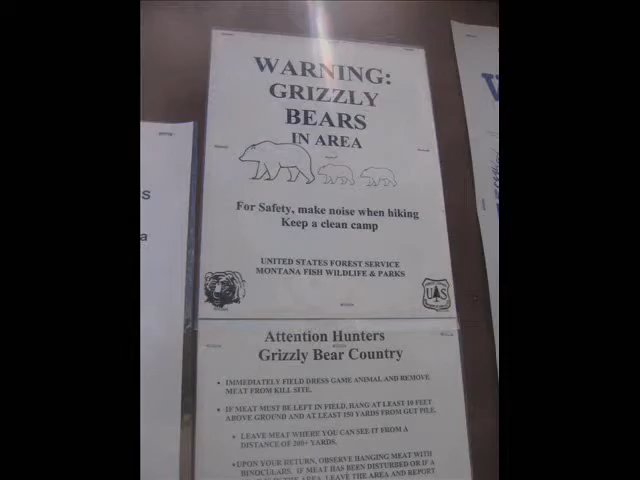 WARNING:
GRIZZLY
BEARS
IN AREA
For Safety, make noise when hiking
Keep a clean camp
UNITED STATES FOREST SERVICE
MONTANA FISH WILDLIFE & PARKS
U S
Attention Hunters
Grizzly Bear Country
• IMMEDIATELY FIELD DRESS GAME ANIMAL AND REMOVE
MEAT FROM KILL SITE.
• IF MEAT MUST BE LEFT IN FIELD, HANG AT LEAST 10 FEET
ABOVE GROUND AND AT LEAST 150 YARDS FROM GUT PILE.
• LEAVE MEAT WHERE YOU CAN SEE IT FROM A
DISTANCE OF 200+ YARDS.
• UPON YOUR RETURN, OBSERVE HANGING MEAT WITH
BINOCULARS. IF MEAT HAS BEEN DISTURBED OR IF A
AREA, LEAVE THE AREA AND REPORT
s
a
W